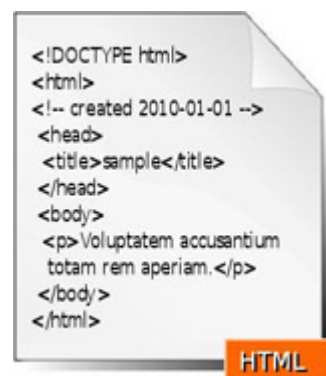 <!DOCTYPE html>
<html>
<!-- created 2010-01-01 -->
<head>
<title>sample</title>
</head>
<body>
<p>Voluptatem accusantium
totam rem aperiam.</p>
</body>
</html>
HTML